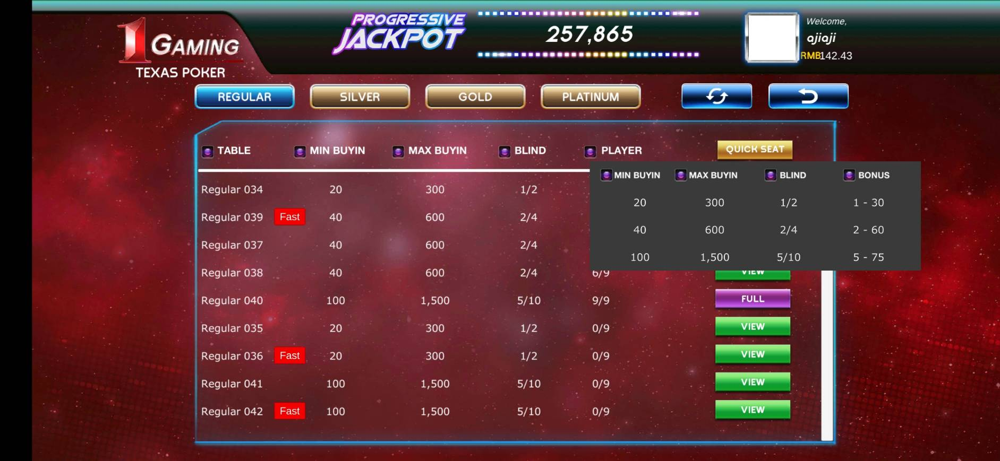 1 GAMING
TEXAS POKER
PROGRESSIVE
JACKPOT
257,865
Welcome,
ajiaji
RMB142.43
REGULAR SILVER GOLD PLATINUM
TABLE MIN BUYIN MAX BUYIN BLIND PLAYER QUICK SEAT
Regular 034 20 300 1/2
Regular 039 Fast 40 600 2/4
Regular 037 40 600 2/4
Regular 038 40 600 2/4 6/9 VIEW
Regular 040 100 1,500 5/10 9/9 FULL
Regular 035 20 300 1/2 0/9 VIEW
Regular 036 Fast 20 300 1/2 0/9 VIEW
Regular 041 100 1,500 5/10 0/9 VIEW
Regular 042 Fast 100 1,500 5/10 0/9 VIEW
MIN BUYIN MAX BUYIN BLIND BONUS
20 300 1/2 1 - 30
40 600 2/4 2 - 60
100 1,500 5/10 5 - 75